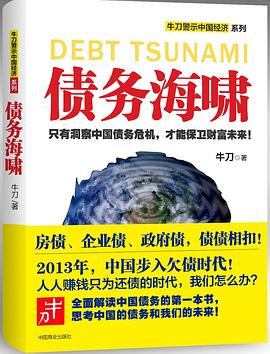 牛刀警示中国经济 系列
DEBT TSUNAMI
债务海啸
只有洞察中国债务危机，才能保卫财富未来！
牛刀◎著
房债、企业债、政府债，债债相扣！
2013年，中国步入欠债时代！
人人赚钱只为还债的时代，我们怎么办？
全面解读中国债务的第一本书，
思考中国的债务和我们的未来！
中国商业出版社
牛刀警示中国经济
系列
债务海啸
牛刀/著